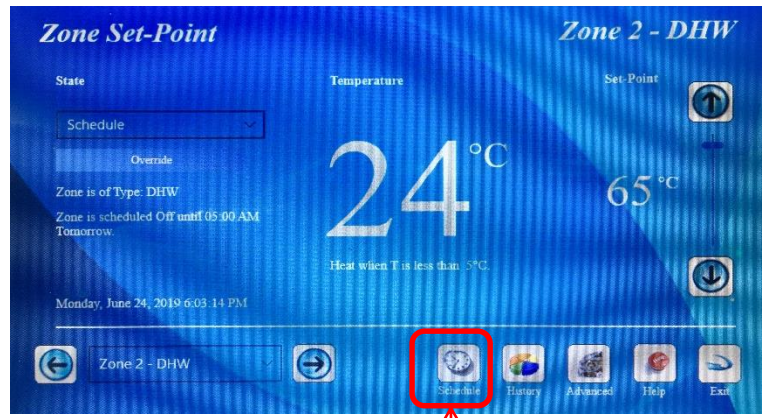 Zone Set-Point
Zone 2 - DHW
State
Temperature
Set-Point
Schedule
Override
24 °C
65 °C
Zone is of Type: DHW
Zone is scheduled Off until 05:00 AM
Tomorrow.
Heat when T is less than 5°C.
Monday, June 24, 2019 6:03:14 PM
Zone 2 - DHW
Schedule
History
Advanced
Help
Exit